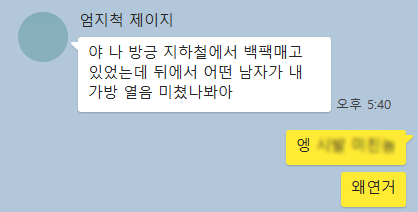 엄지척 제이지
야 나 방긍 지하철에서 백팩매고
있었는데 뒤에서 어떤 남자가 내
가방 열음 미쳤나봐아
오후 5:40
엥
왜연거